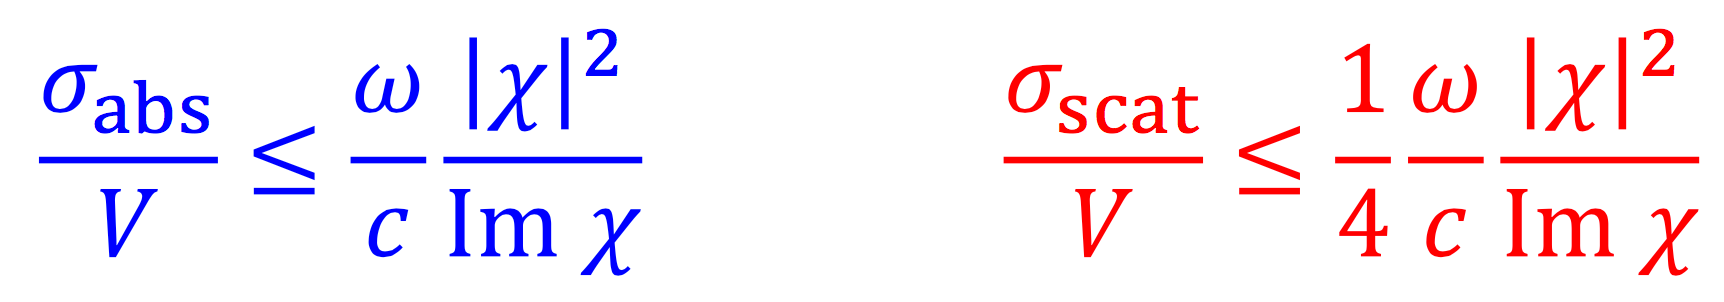 σ_abs/V ≤ ω/c |χ|²/Im χ
σ_scat/V ≤ 1/4 ω/c |χ|²/Im χ